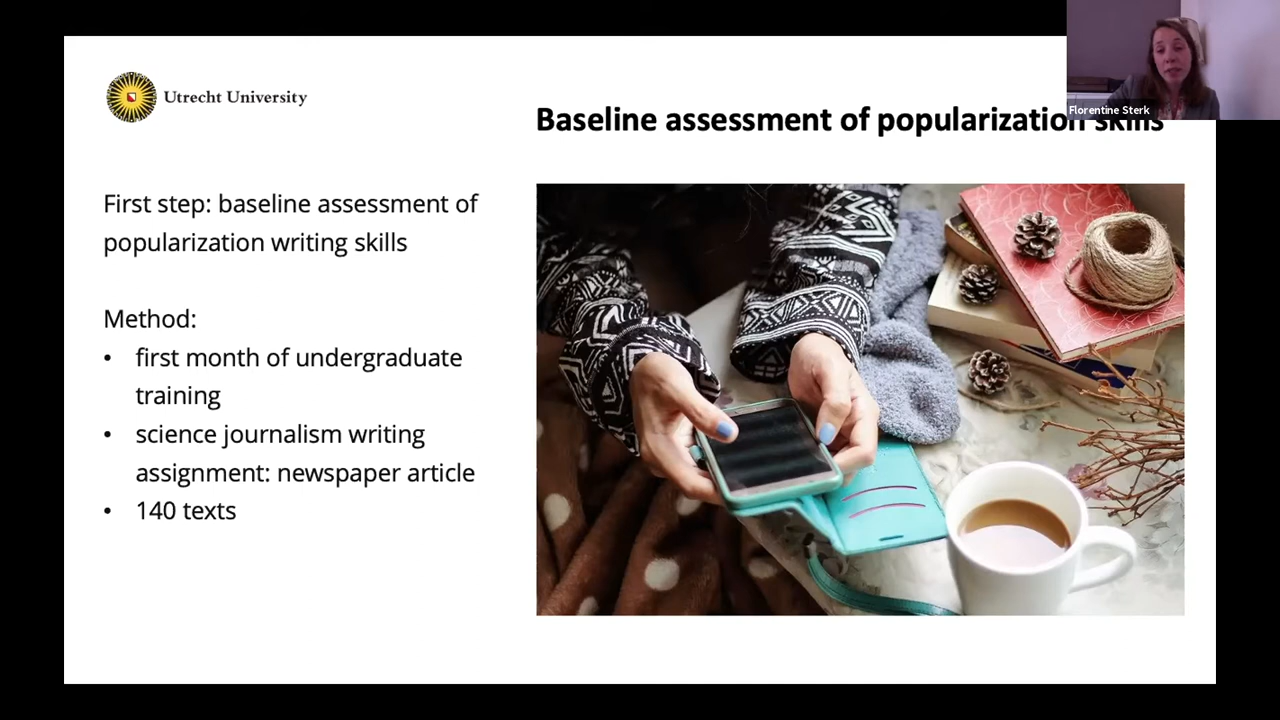 Utrecht University
Florentine Sterk
Baseline assessment of popularization skills
First step: baseline assessment of
popularization writing skills
Method:
• first month of undergraduate
training
• science journalism writing
assignment: newspaper article
• 140 texts